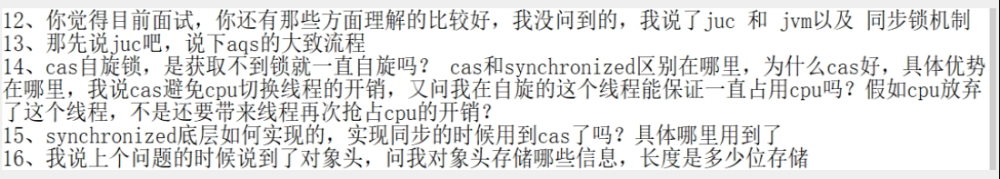 12、你觉得目前面试，你还有那些方面理解的比较好，我没问到的，我说了juc 和 jvm以及 同步锁机制
13、那先说juc吧，说下aqs的大致流程
14、cas自旋锁，是获取不到锁就一直自旋吗？ cas和synchronized区别在哪里，为什么cas好，具体优势
在哪里，我说cas避免cpu切换线程的开销，又问我在自旋的这个线程能保证一直占用cpu吗？假如cpu放弃
了这个线程，不是还要带来线程再次抢占cpu的开销？
15、synchronized底层如何实现的，实现同步的时候用到cas了吗？具体哪里用到了
16、我说上个问题的时候说到了对象头，问我对象头存储哪些信息，长度是多少位存储